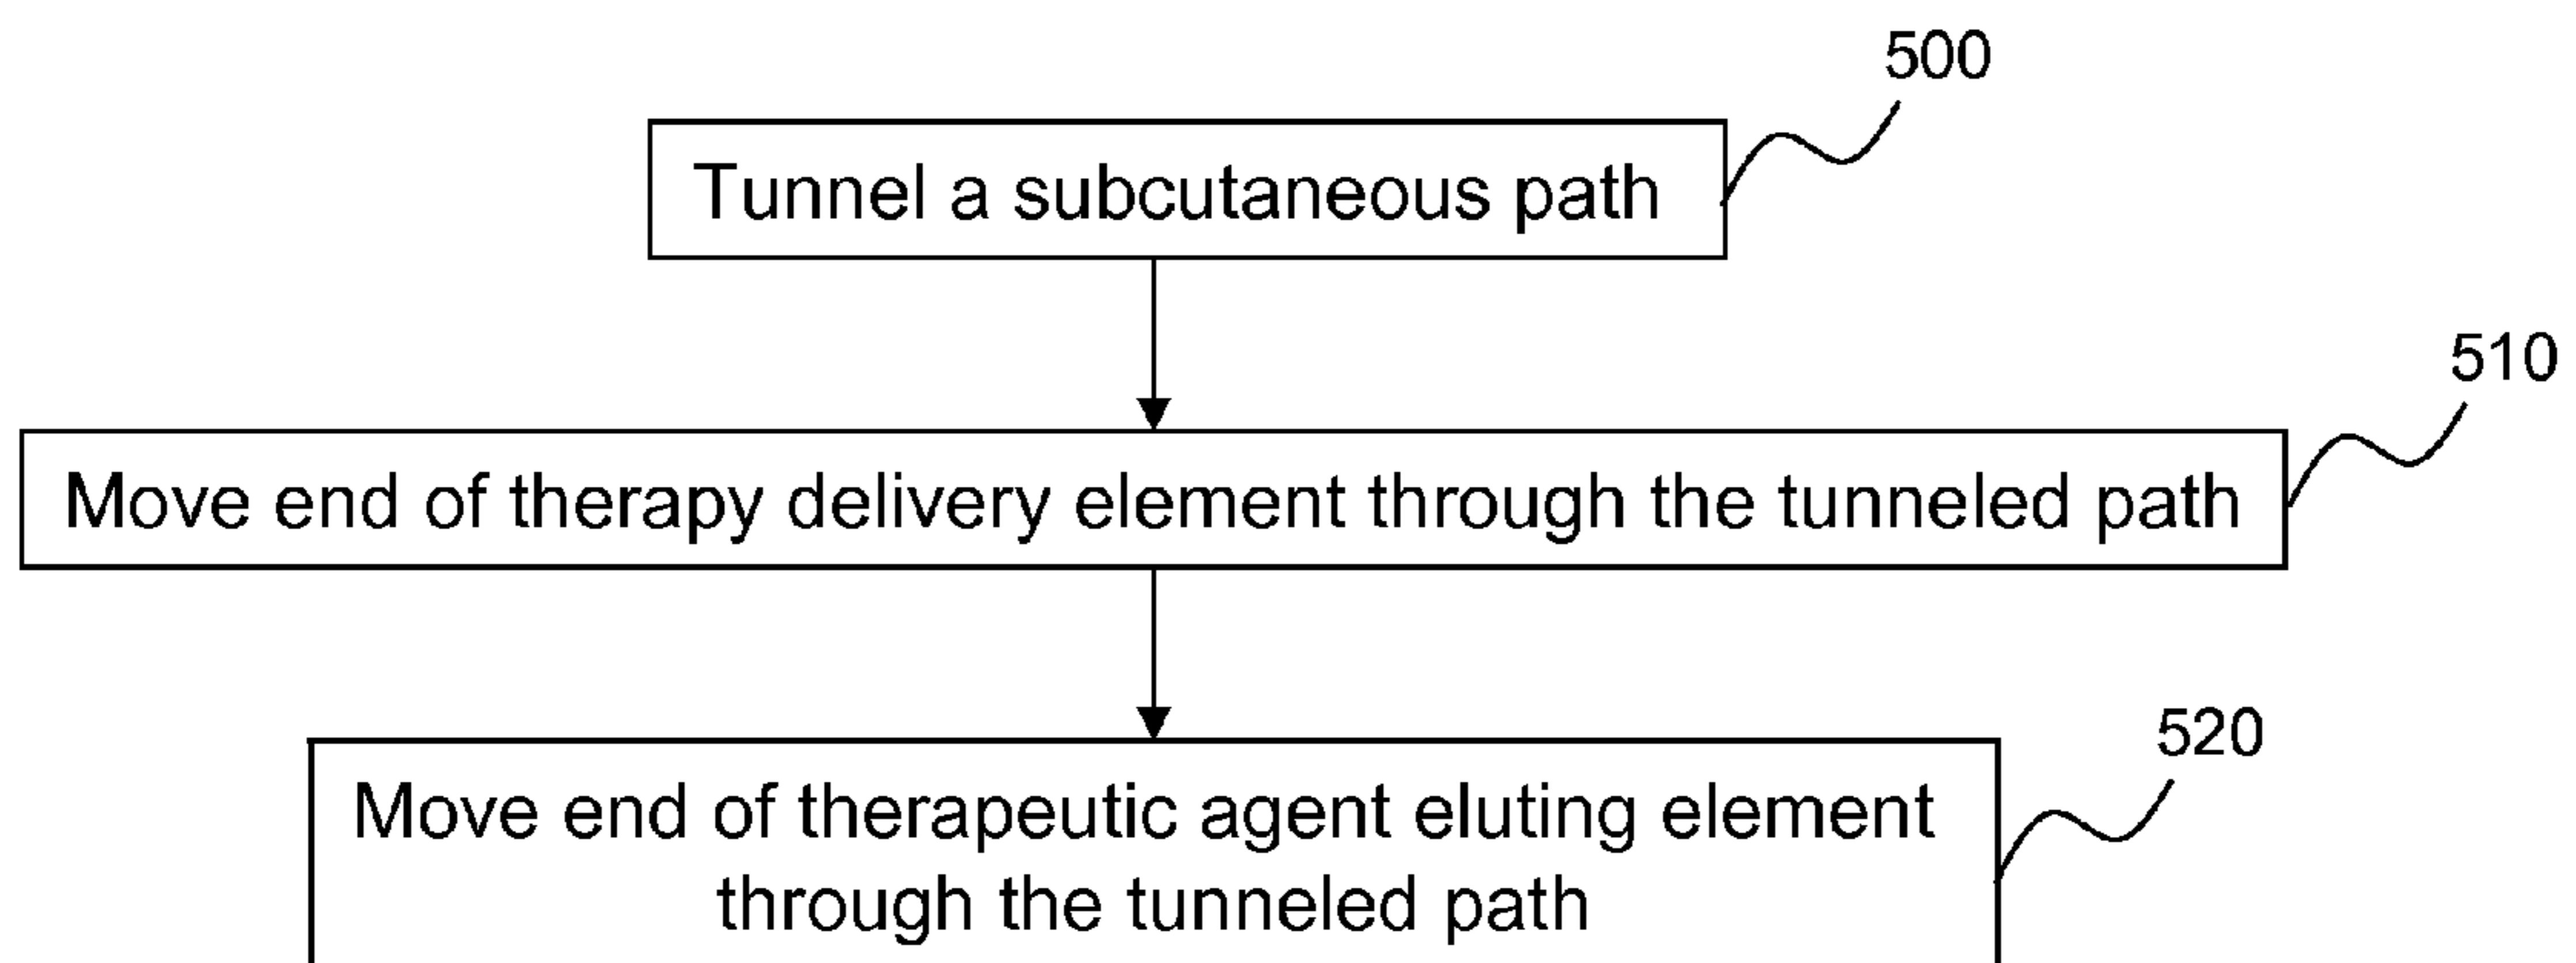 500
Tunnel a subcutaneous path
510
Move end of therapy delivery element through the tunneled path
520
Move end of therapeutic agent eluting element
through the tunneled path